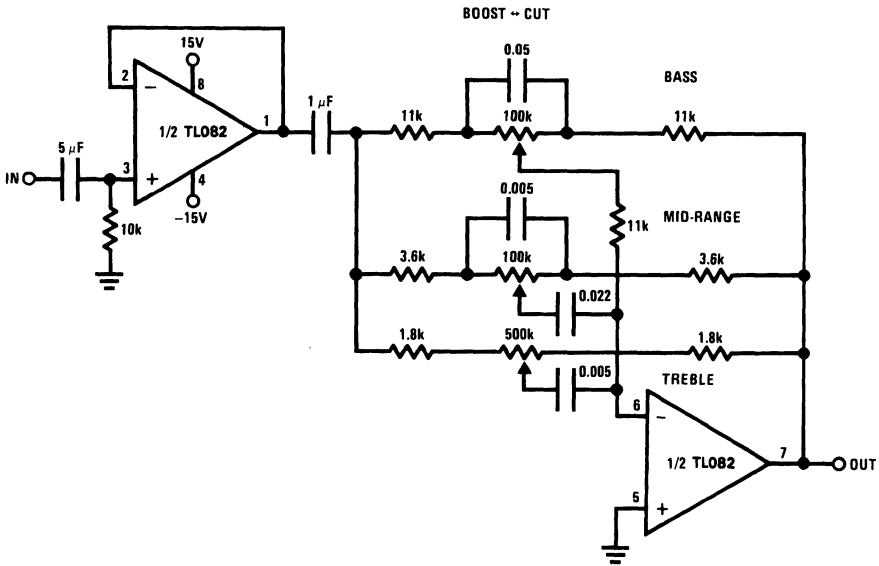 BOOST ↔ CUT
15V
0.05
BASS
2
−
8
1 μF
11k
100k
11k
1/2 TL082
1
5 μF
IN
3
+
4
−15V
0.005
10k
11k
MID-RANGE
3.6k
100k
3.6k
0.022
1.8k
500k
1.8k
0.005
TREBLE
6
−
1/2 TL082
7
OUT
5
+